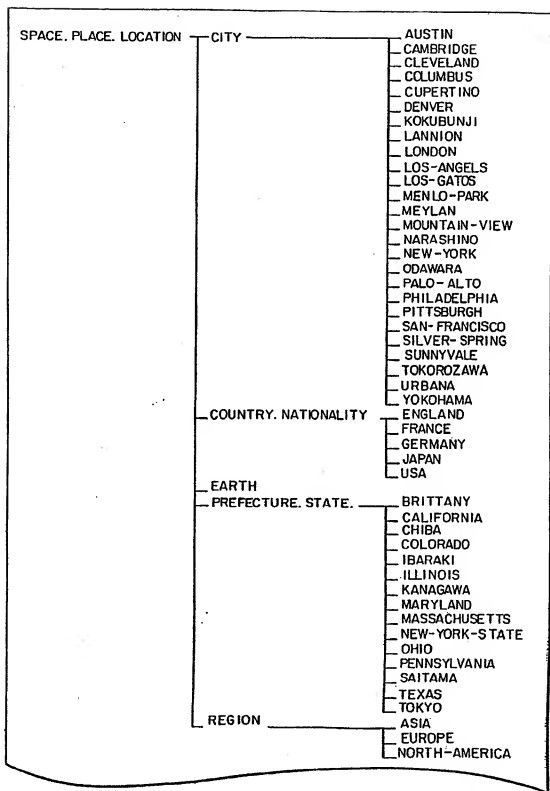 SPACE. PLACE. LOCATION CITY AUSTIN
CAMBRIDGE
CLEVELAND
COLUMBUS
CUPERTINO
DENVER
KOKUBUNJI
LANNION
LONDON
LOS-ANGELS
LOS-GATOS
MENLO-PARK
MEYLAN
MOUNTAIN-VIEW
NARASHINO
NEW-YORK
ODAWARA
PALO-ALTO
PHILADELPHIA
PITTSBURGH
SAN-FRANCISCO
SILVER-SPRING
SUNNYVALE
TOKOROZAWA
URBANA
YOKOHAMA
COUNTRY. NATIONALITY ENGLAND
FRANCE
GERMANY
JAPAN
USA
EARTH
PREFECTURE. STATE. BRITTANY
CALIFORNIA
CHIBA
COLORADO
IBARAKI
ILLINOIS
KANAGAWA
MARYLAND
MASSACHUSETTS
NEW-YORK-STATE
OHIO
PENNSYLVANIA
SAITAMA
TEXAS
TOKYO
REGION ASIA
EUROPE
NORTH-AMERICA